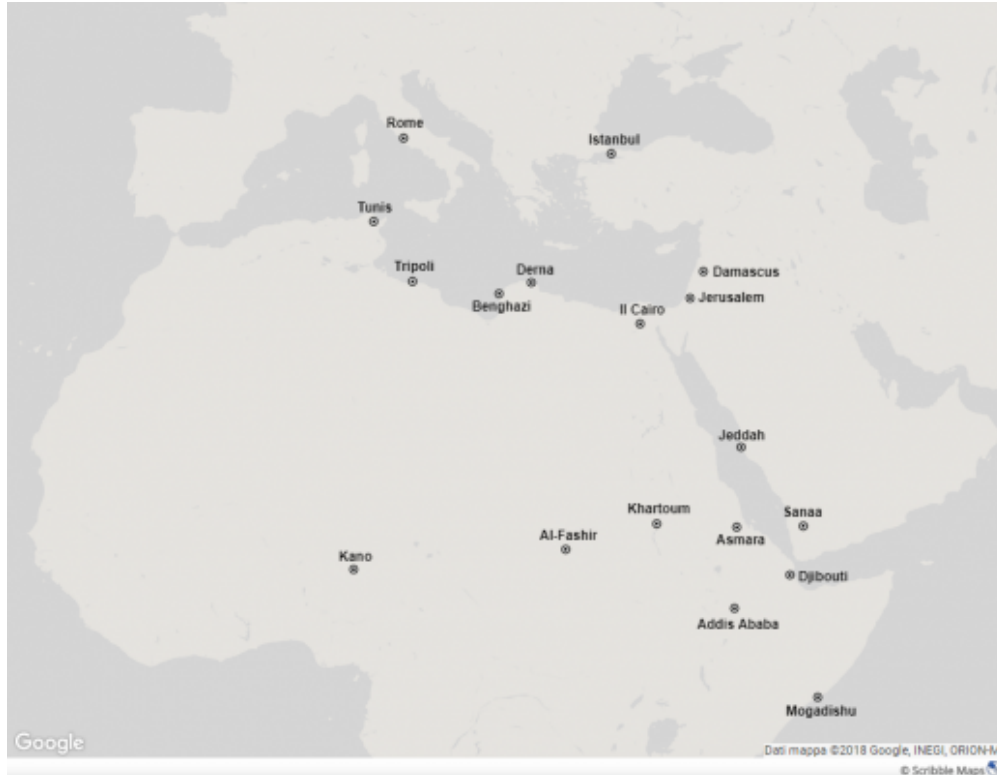 Rome
Istanbul
Tunis
Tripoli
Derna
Damascus
Benghazi
Jerusalem
Il Cairo
Jeddah
Khartoum
Sanaa
Al-Fashir
Asmara
Kano
Djibouti
Addis Ababa
Mogadishu
Google
Dati mappa ©2018 Google, INEGI, ORION-M
© Scribble Maps